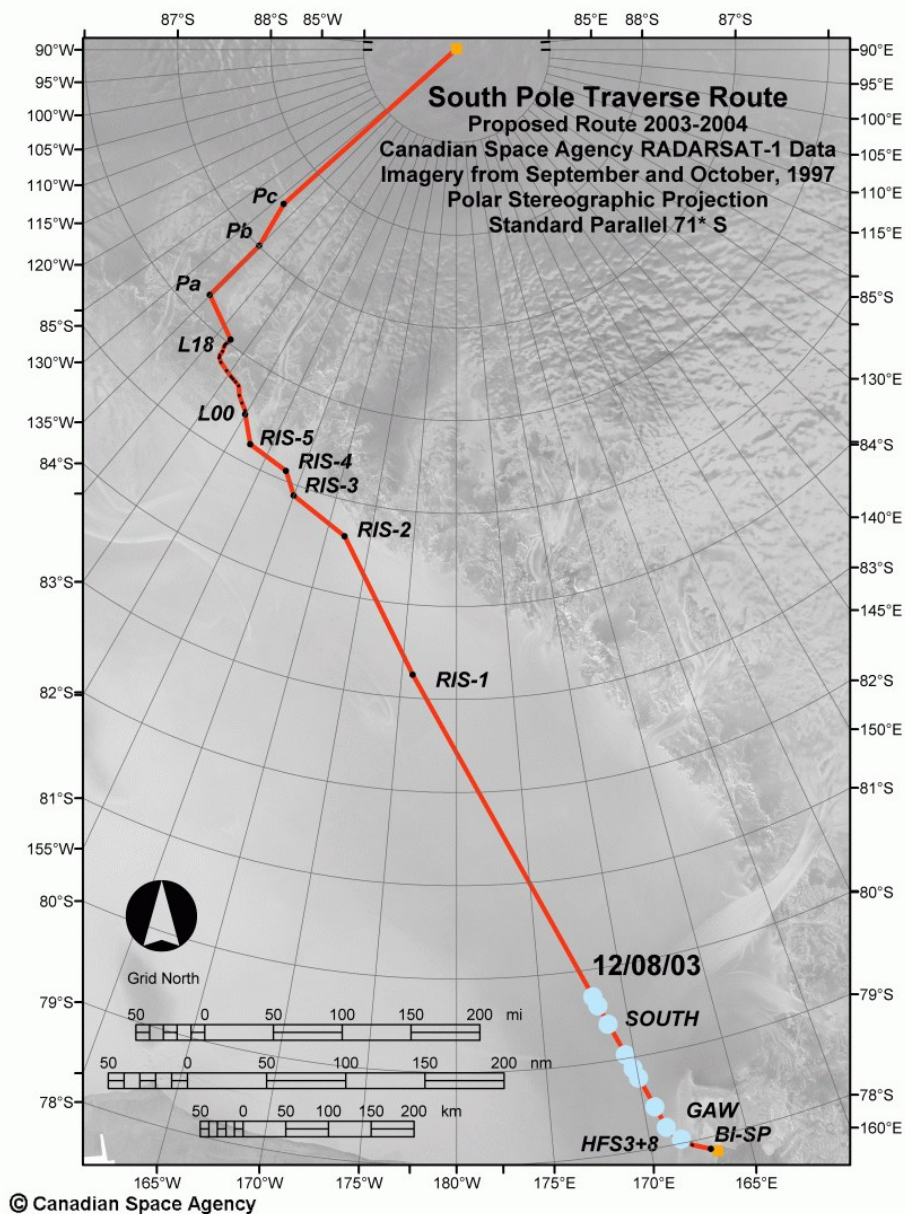 87°S 88°S 85°W 85°E 88°S 87°S
90°W 90°E
95°W 95°E
South Pole Traverse Route
100°W 100°E
Proposed Route 2003-2004
105°W 105°E
Canadian Space Agency RADARSAT-1 Data
Imagery from September and October, 1997
110°W 110°E
Pc
Polar Stereographic Projection
115°W 115°E
Pb
Standard Parallel 71* S
120°W
Pa 85°S
85°S
L18
130°W 130°E
L00
135°W
RIS-5 84°S
84°S
RIS-4
RIS-3
140°E
RIS-2
83°S
83°S
145°E
RIS-1 82°S
82°S
150°E
81°S
81°S
155°W
80°S
80°S
12/08/03
Grid North
79°S
79°S
SOUTH
50 0 50 100 150 200 mi
50 0 50 100 150 200 nm
78°S
78°S
50 0 50 100 150 200 km
GAW
160°E
BI-SP
HFS3+8
165°W 170°W 175°W 180°W 175°E 170°E 165°E
© Canadian Space Agency